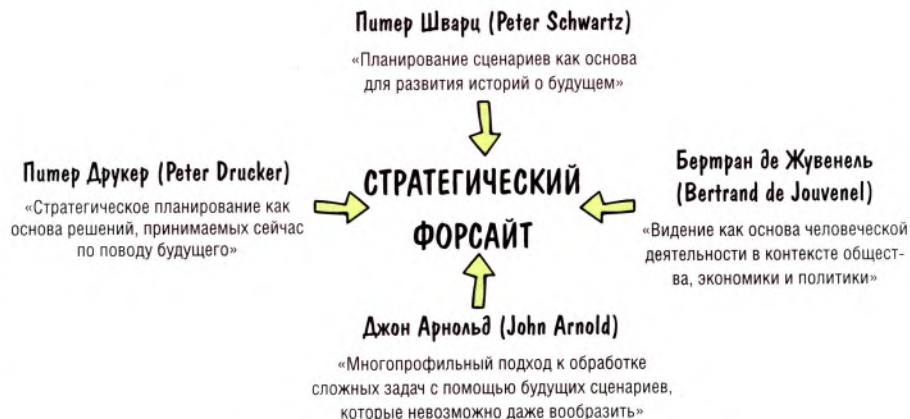 Питер Шварц (Peter Schwartz)
«Планирование сценариев как основа
для развития историй о будущем»
Питер Друкер (Peter Drucker)
«Стратегическое планирование как
основа решений, принимаемых сейчас
по поводу будущего»
СТРАТЕГИЧЕСКИЙ
ФОРСАЙТ
Бертран де Жувенель
(Bertrand de Jouvenel)
«Видение как основа человеческой
деятельности в контексте общест-
ва, экономики и политики»
Джон Арнольд (John Arnold)
«Многопрофильный подход к обработке
сложных задач с помощью будущих сценариев,
которые невозможно даже вообразить»